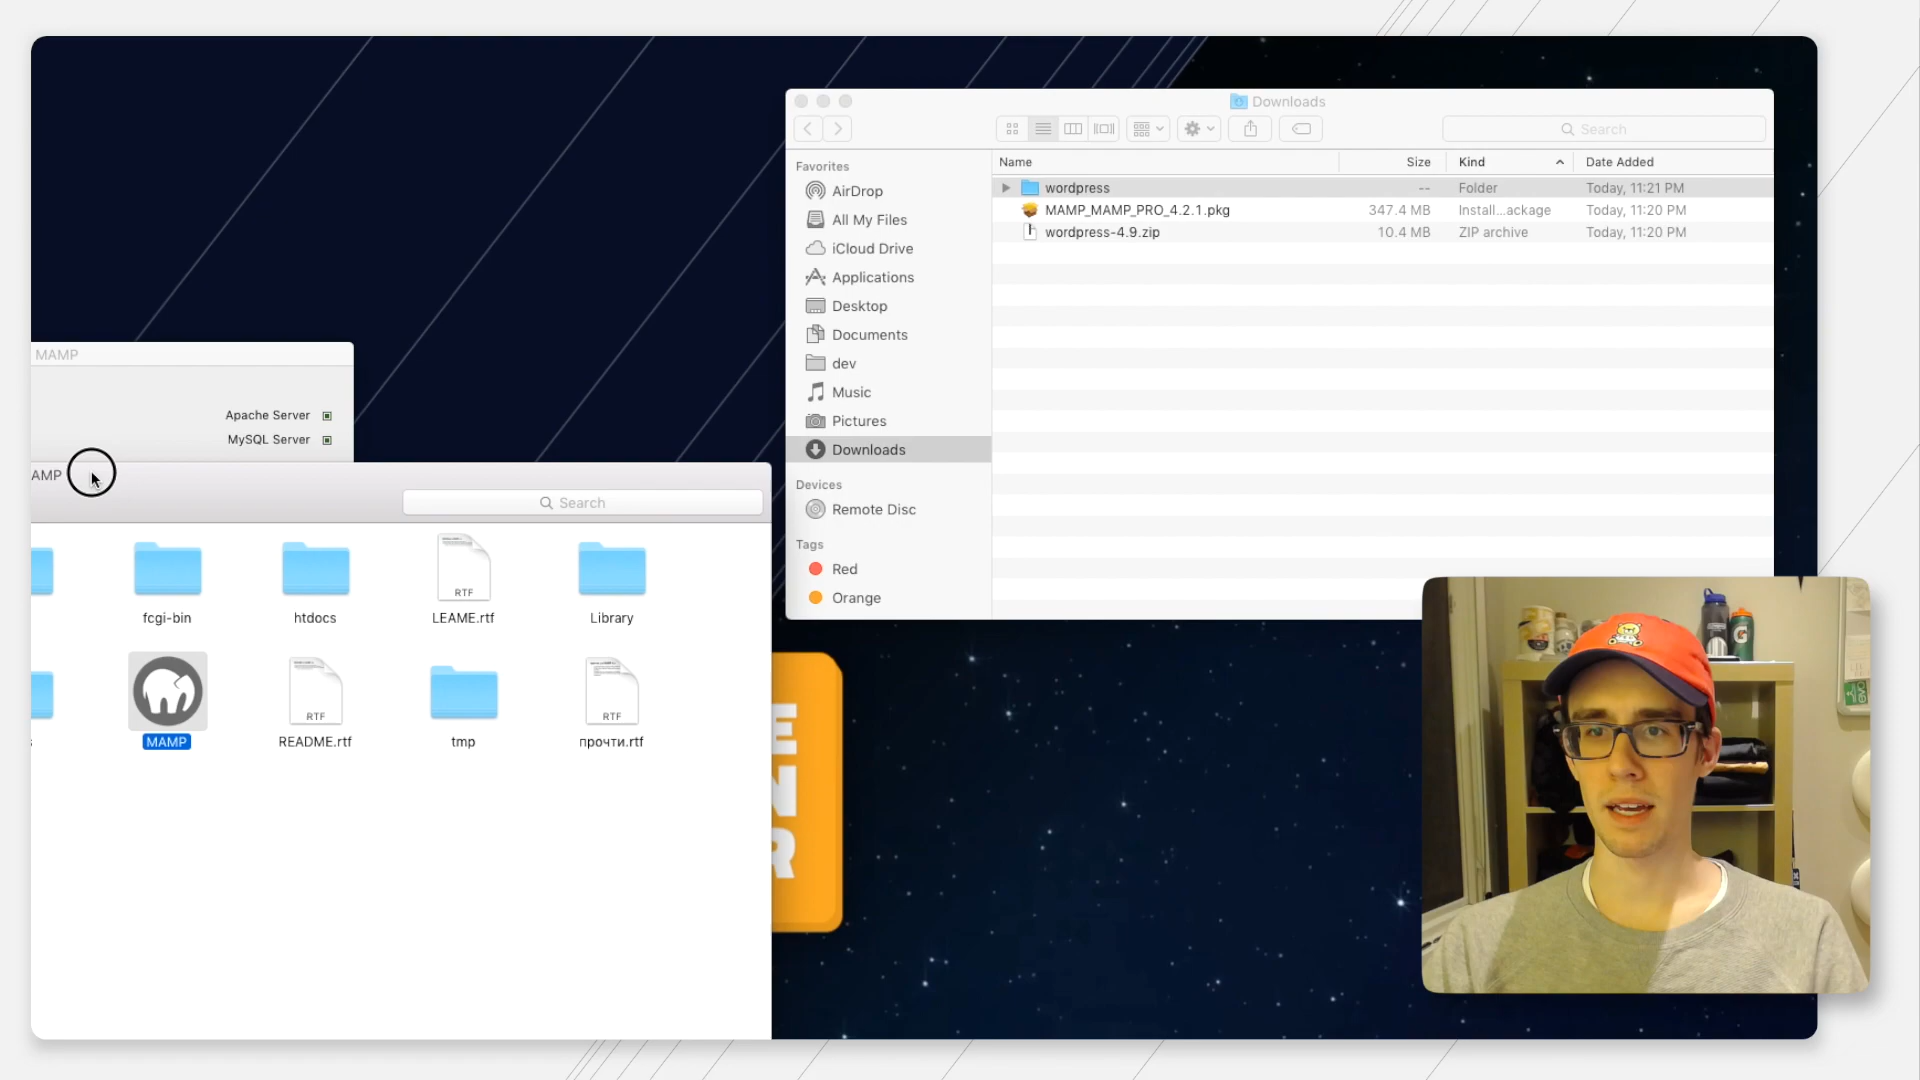 Downloads
Search
Favorites
AirDrop
All My Files
iCloud Drive
Applications
Desktop
Documents
dev
Music
Pictures
Downloads
Devices
Remote Disc
Tags
Red
Orange
Name Size Kind Date Added
wordpress -- Folder Today, 11:21 PM
MAMP_MAMP_PRO_4.2.1.pkg 347.4 MB Install...ackage Today, 11:20 PM
wordpress-4.9.zip 10.4 MB ZIP archive Today, 11:20 PM
MAMP
Apache Server
MySQL Server
AMP
Search
RTF
fcgi-bin
htdocs
LEAME.rtf
Library
RTF
RTF
MAMP
README.rtf
tmp
прочти.rtf
E
N
R